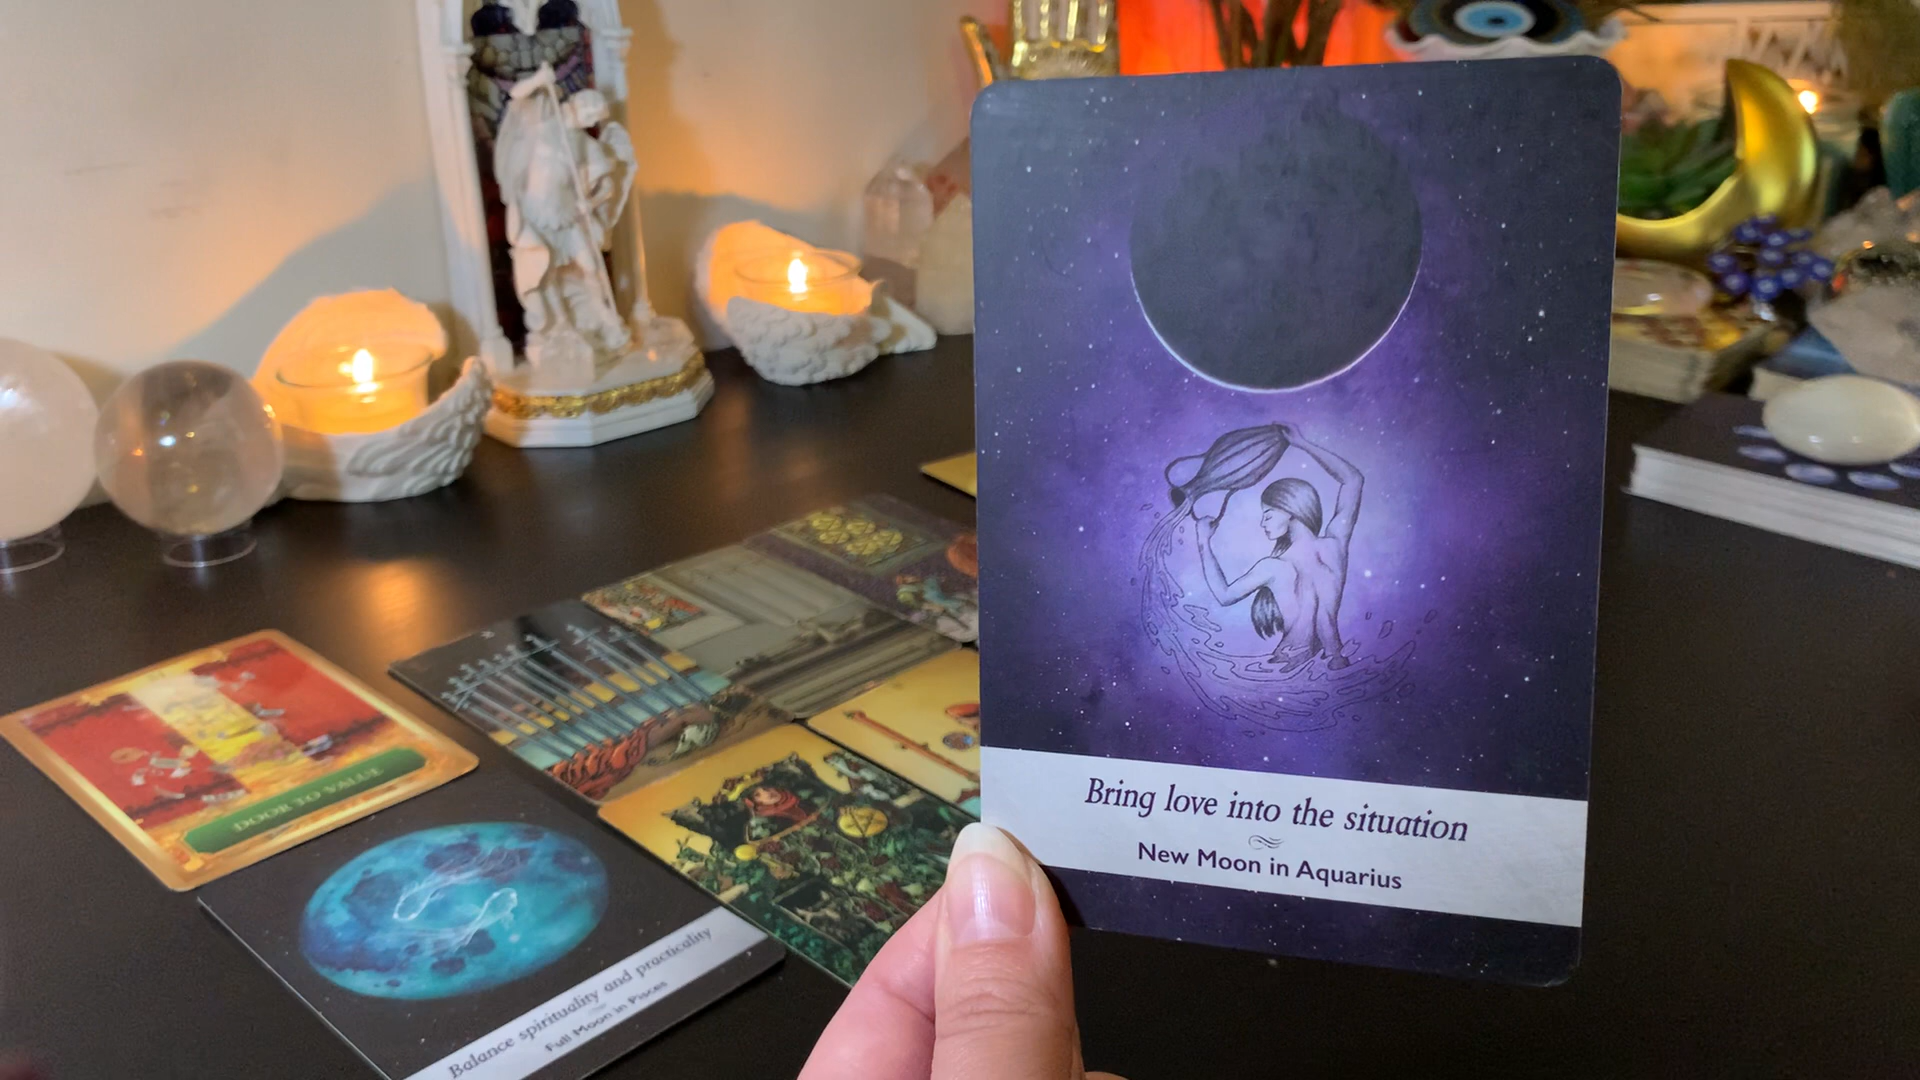 Bring love into the situation
New Moon in Aquarius
DOOR TO VALUE
Balance spirituality and practicality
Full Moon in Pisces